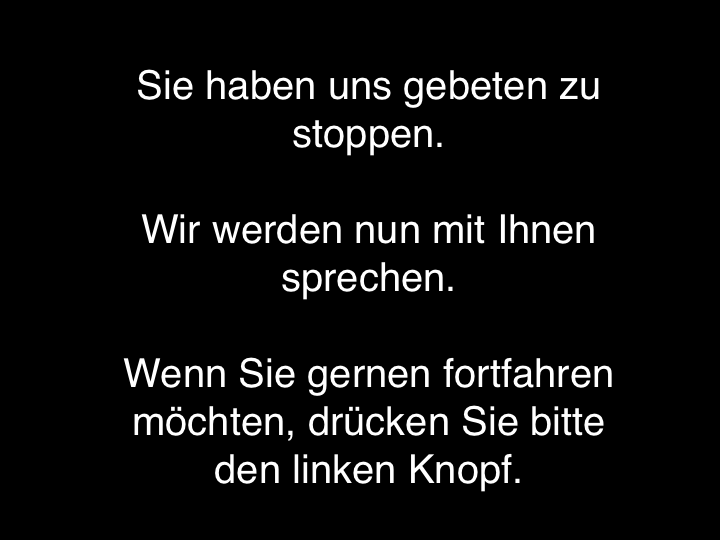 Sie haben uns gebeten zu
stoppen.
Wir werden nun mit Ihnen
sprechen.
Wenn Sie gernen fortfahren
möchten, drücken Sie bitte
den linken Knopf.